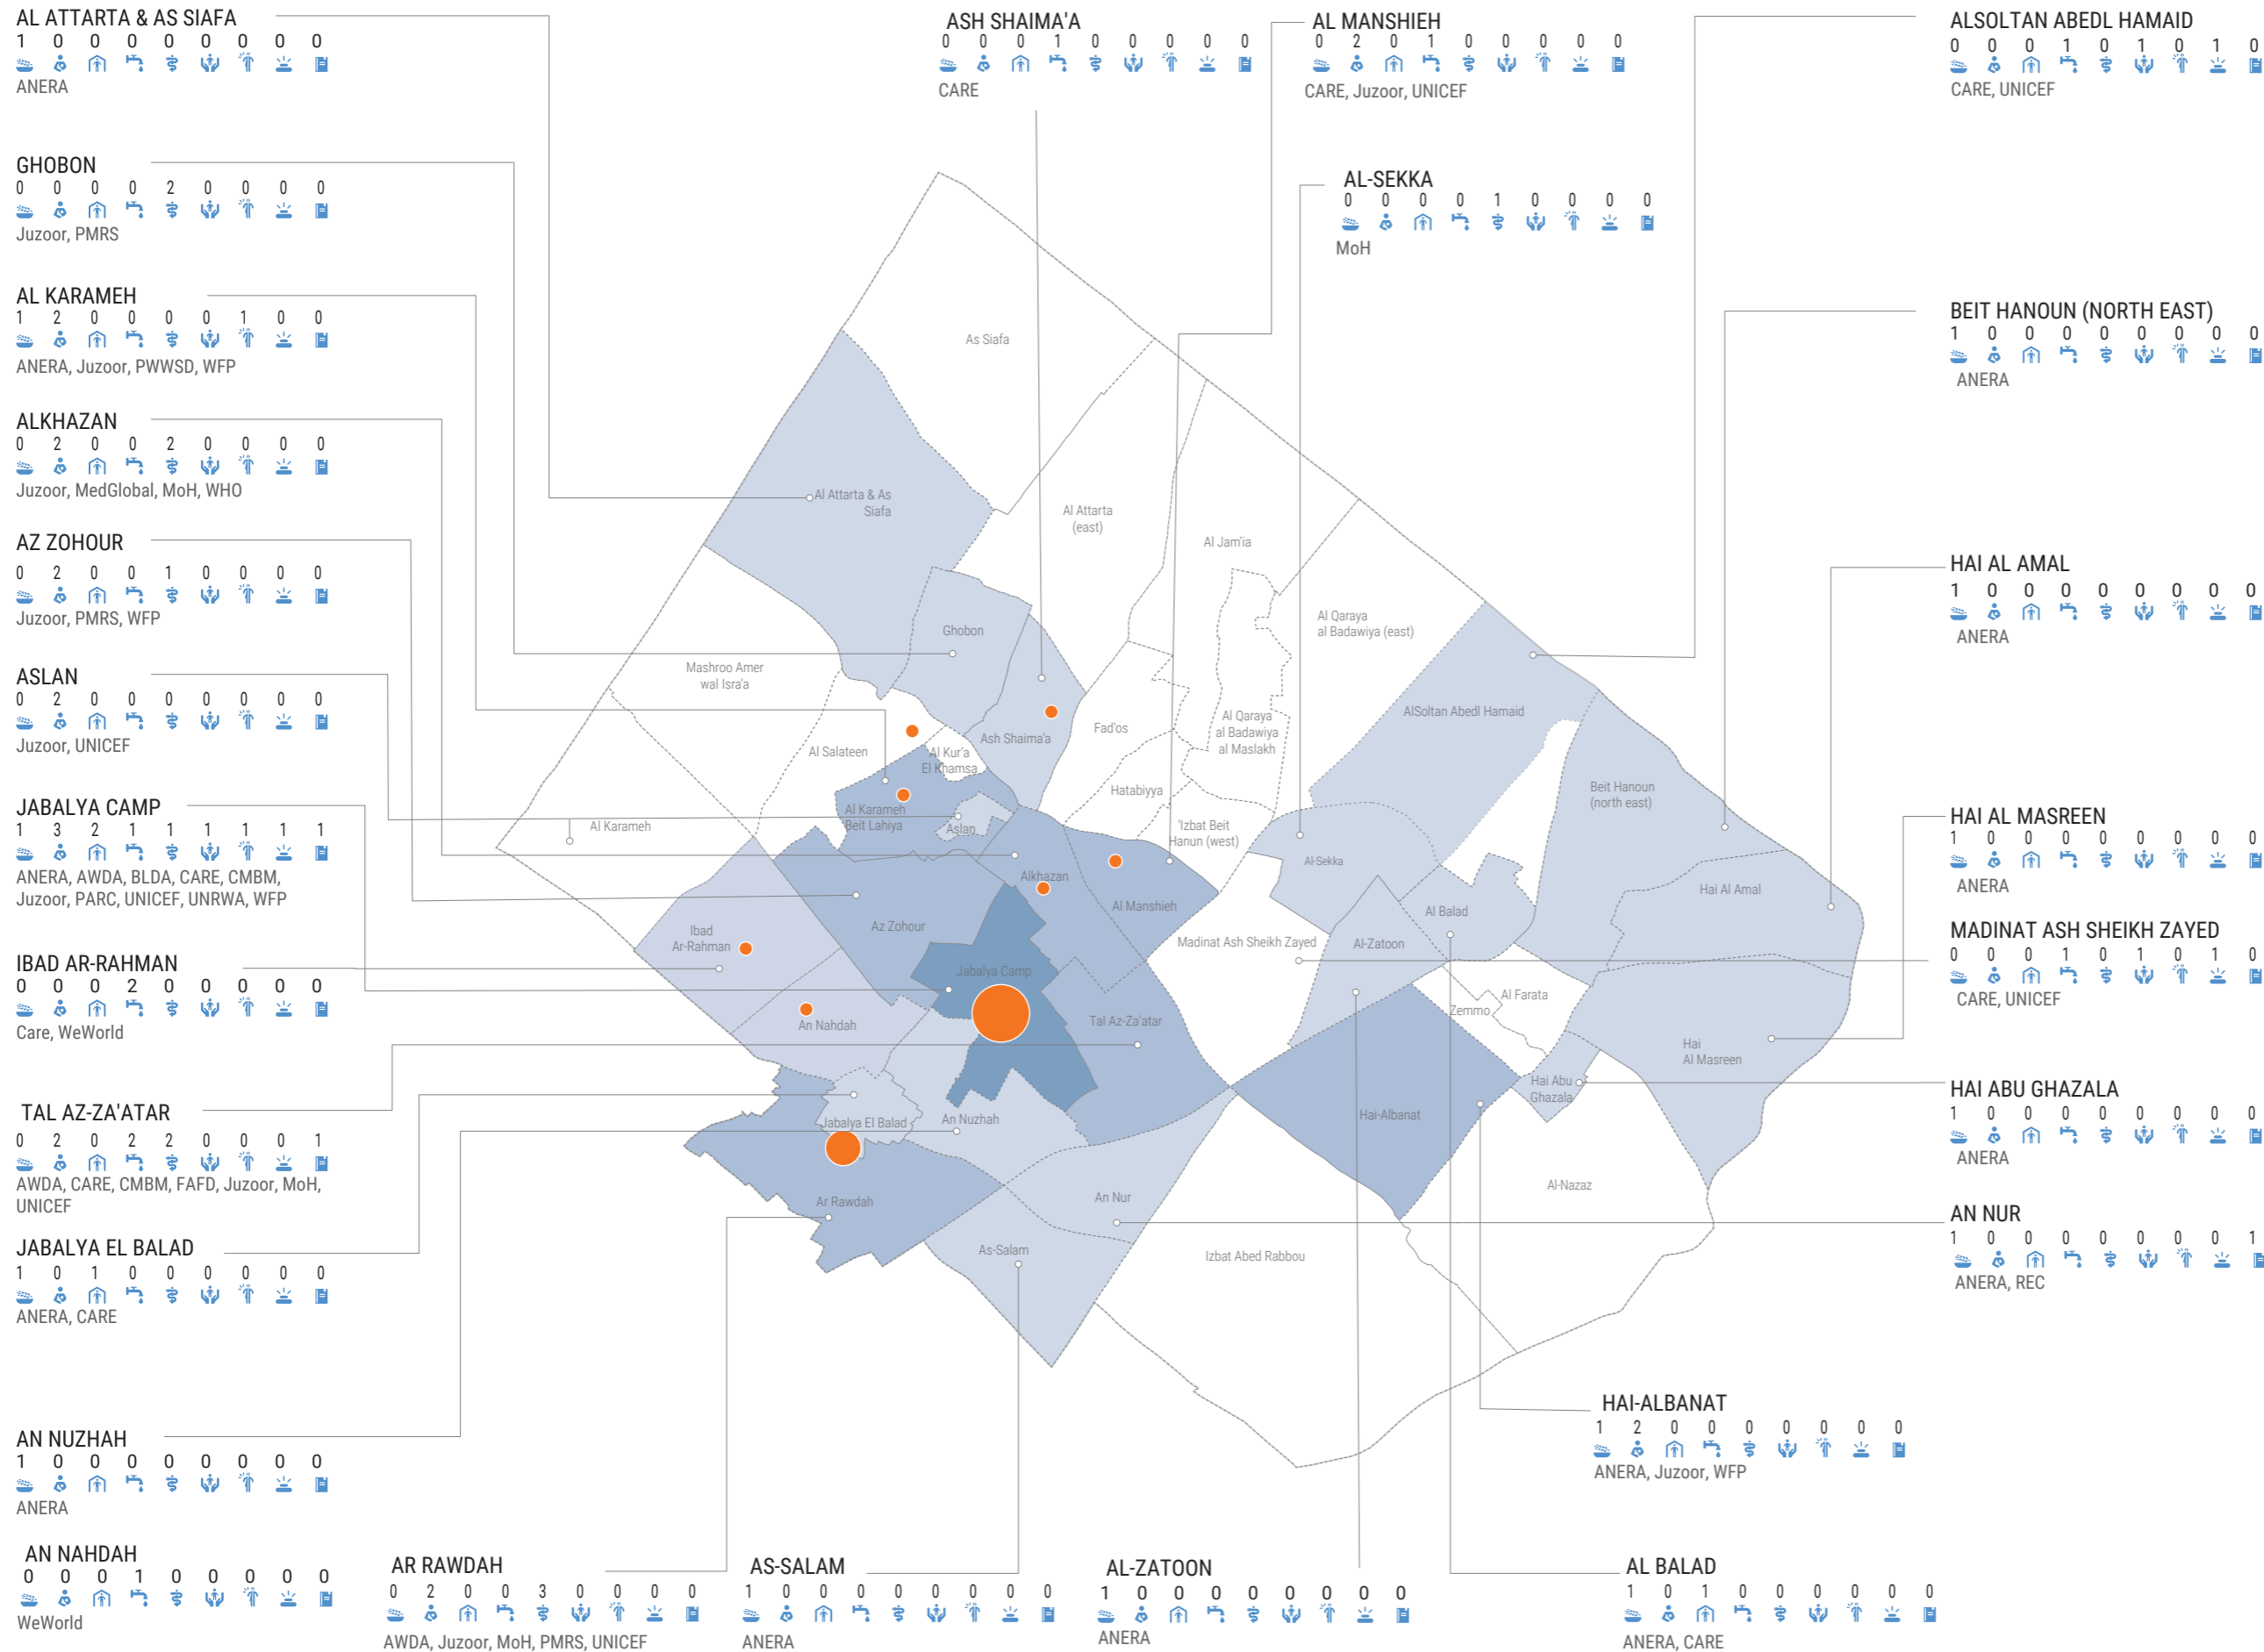 AL ATTARTA & AS SIAFA
1 0 0 0 0 0 0 0 0
ANERA
GHOBON
0 0 0 0 2 0 0 0 0
Juzoor, PMRS
AL KARAMEH
1 2 0 0 0 0 1 0 0
ANERA, Juzoor, PWWSD, WFP
ALKHAZAN
0 2 0 0 2 0 0 0 0
Juzoor, MedGlobal, MoH, WHO
AZ ZOHOUR
0 2 0 0 1 0 0 0 0
Juzoor, PMRS, WFP
ASLAN
0 2 0 0 0 0 0 0 0
Juzoor, UNICEF
JABALYA CAMP
1 3 2 1 1 1 1 1 1
ANERA, AWDA, BLDA, CARE, CMBM,
Juzoor, PARC, UNICEF, UNRWA, WFP
IBAD AR-RAHMAN
0 0 0 2 0 0 0 0 0
Care, WeWorld
TAL AZ-ZA'ATAR
0 2 0 2 2 0 0 0 1
AWDA, CARE, CMBM, FAFD, Juzoor, MoH,
UNICEF
JABALYA EL BALAD
1 0 1 0 0 0 0 0 0
ANERA, CARE
AN NUZHAH
1 0 0 0 0 0 0 0 0
ANERA
AN NAHDAH
0 0 0 1 0 0 0 0 0
WeWorld
AR RAWDAH
0 2 0 0 3 0 0 0 0
AWDA, Juzoor, MoH, PMRS, UNICEF
AS-SALAM
1 0 0 0 0 0 0 0 0
ANERA
AL-ZATOON
1 0 0 0 0 0 0 0 0
ANERA
AL BALAD
1 0 1 0 0 0 0 0 0
ANERA, CARE
HAI-ALBANAT
1 2 0 0 0 0 0 0 0
ANERA, Juzoor, WFP
ASH SHAIMA'A
0 0 0 1 0 0 0 0 0
CARE
AL MANSHIEH
0 2 0 1 0 0 0 0 0
CARE, Juzoor, UNICEF
AL-SEKKA
0 0 0 0 1 0 0 0 0
MoH
ALSOLTAN ABEDL HAMAID
0 0 0 1 0 1 0 1 0
CARE, UNICEF
BEIT HANOUN (NORTH EAST)
1 0 0 0 0 0 0 0 0
ANERA
HAI AL AMAL
1 0 0 0 0 0 0 0 0
ANERA
HAI AL MASREEN
1 0 0 0 0 0 0 0 0
ANERA
MADINAT ASH SHEIKH ZAYED
0 0 0 1 0 1 0 1 0
CARE, UNICEF
HAI ABU GHAZALA
1 0 0 0 0 0 0 0 0
ANERA
AN NUR
1 0 0 0 0 0 0 0 1
ANERA, REC
As Siafa
Al Attarta & As
Siafa
Al Attarta
(east)
Al Jam'ia
Al Qaraya
al Badawiya (east)
Ghobon
Mashroo Amer
wal Isra'a
Al Salateen
Al Kur'a
El Khamsa
Ash Shaima'a
Fad'os
Al Qaraya
al Badawiya
al Maslakh
AlSoltan Abedl Hamaid
Hatabiyya
Beit Hanoun
(north east)
Al Karameh
Al Karameh
Beit Lahiya
Aslan
'Izbat Beit
Hanun (west)
Al-Sekka
Alkhazan
Al Manshieh
Hai Al Amal
Al Balad
Ibad
Ar-Rahman
Az Zohour
Madinat Ash Sheikh Zayed
Al-Zatoon
Jabalya Camp
Al Farata
Zemmo
An Nahdah
Tal Az-Za'atar
Hai
Al Masreen
Hai Abu
Ghazala
Jabalya El Balad
An Nuzhah
Hai-Albanat
Al-Nazaz
Ar Rawdah
An Nur
As-Salam
Izbat Abed Rabbou